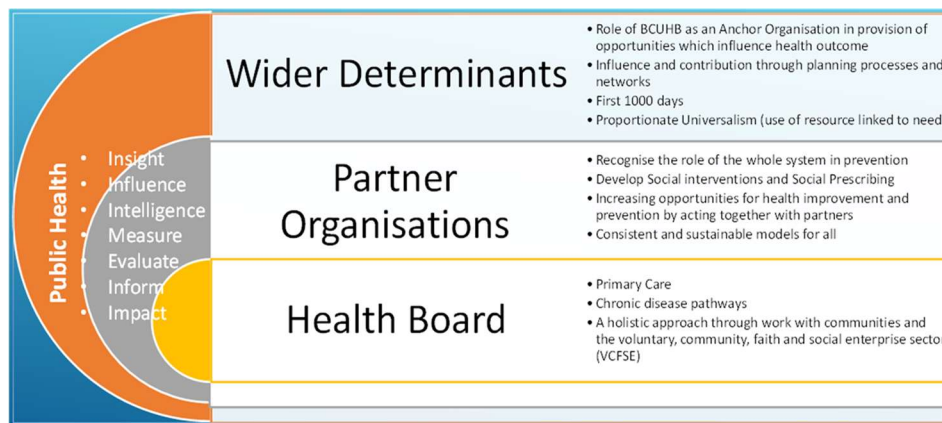 Public Health
• Insight
• Influence
• Intelligence
• Measure
• Evaluate
• Inform
• Impact
Wider Determinants
• Role of BCUHB as an Anchor Organisation in provision of
opportunities which influence health outcome
• Influence and contribution through planning processes and
networks
• First 1000 days
• Proportionate Universalism (use of resource linked to need
Partner
Organisations
• Recognise the role of the whole system in prevention
• Develop Social interventions and Social Prescribing
• Increasing opportunities for health improvement and
prevention by acting together with partners
• Consistent and sustainable models for all
Health Board
• Primary Care
• Chronic disease pathways
• A holistic approach through work with communities and
the voluntary, community, faith and social enterprise sector
(VCFSE)